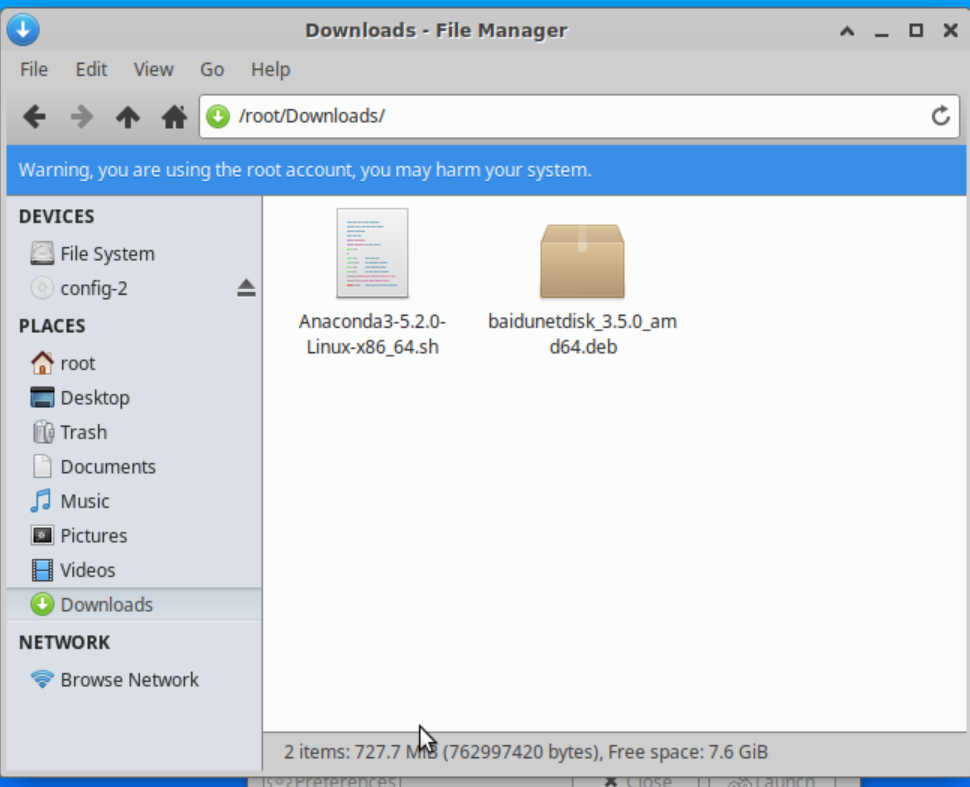 Downloads - File Manager
File Edit View Go Help
/root/Downloads/
Warning, you are using the root account, you may harm your system.
DEVICES
File System
config-2
PLACES
root
Desktop
Trash
Documents
Music
Pictures
Videos
Downloads
NETWORK
Browse Network
Anaconda3-5.2.0-
Linux-x86_64.sh
baidunetdisk_3.5.0_am
d64.deb
2 items: 727.7 MiB (762997420 bytes), Free space: 7.6 GiB
Preferences Close Launch